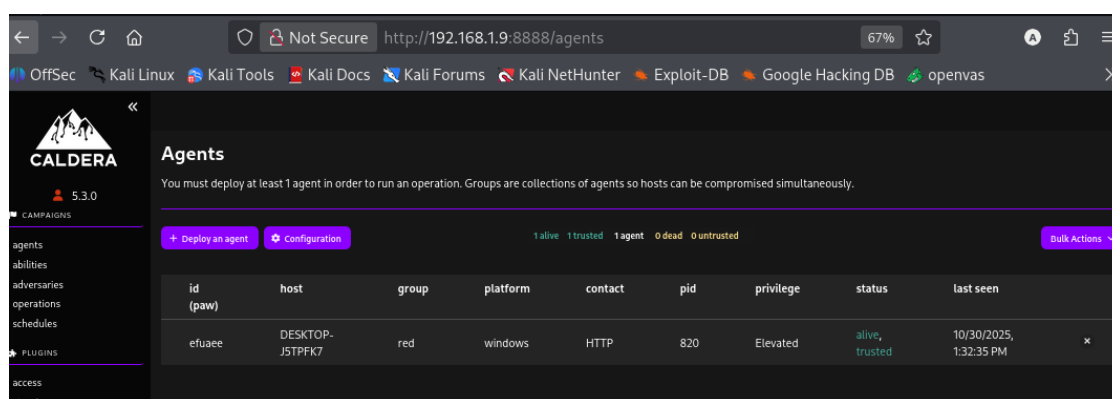 Not Secure http://192.168.1.9:8888/agents 67%
OffSec Kali Linux Kali Tools Kali Docs Kali Forums Kali NetHunter Exploit-DB Google Hacking DB openvas
CALDERA
5.3.0
CAMPAIGNS
agents
abilities
adversaries
operations
schedules
PLUGINS
access
Agents
You must deploy at least 1 agent in order to run an operation. Groups are collections of agents so hosts can be compromised simultaneously.
+ Deploy an agent Configuration 1 alive 1 trusted 1 agent 0 dead 0 untrusted Bulk Actions
id host group platform contact pid privilege status last seen
(paw)
efuaee DESKTOP- red windows HTTP 820 Elevated alive, 10/30/2025,
J5TPFK7 trusted 1:32:35 PM